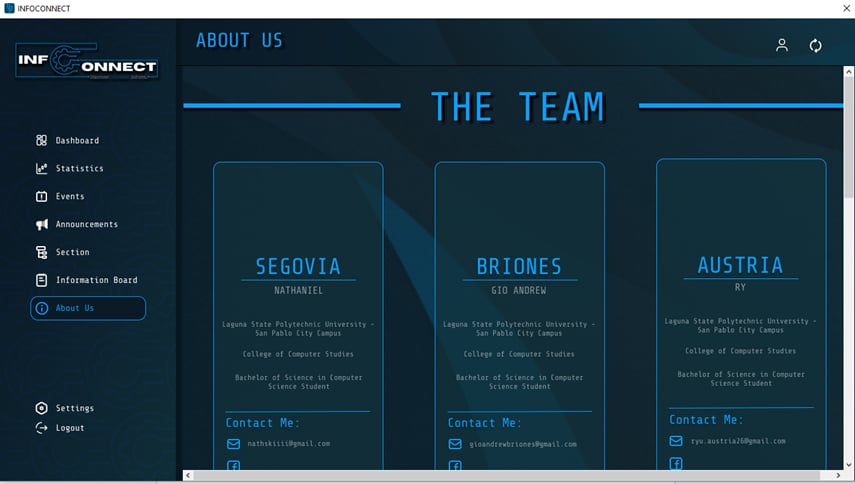 INFOCONNECT
INF ONNECT
ABOUT US
Dashboard
Statistics
Events
Announcements
Section
Information Board
About Us
Settings
Logout
THE TEAM
SEGOVIA
NATHANIEL
Laguna State Polytechnic University -
San Pablo City Campus
College of Computer Studies
Bachelor of Science in Computer
Science Student
Contact Me:
nathskiiii@gmail.com
BRIONES
GIO ANDREW
Laguna State Polytechnic University -
San Pablo City Campus
College of Computer Studies
Bachelor of Science in Computer
Science Student
Contact Me:
gioandrewbriones@gmail.com
AUSTRIA
RY
Laguna State Polytechnic University -
San Pablo City Campus
College of Computer Studies
Bachelor of Science in Computer
Science Student
Contact Me:
ryu.austria26@gmail.com